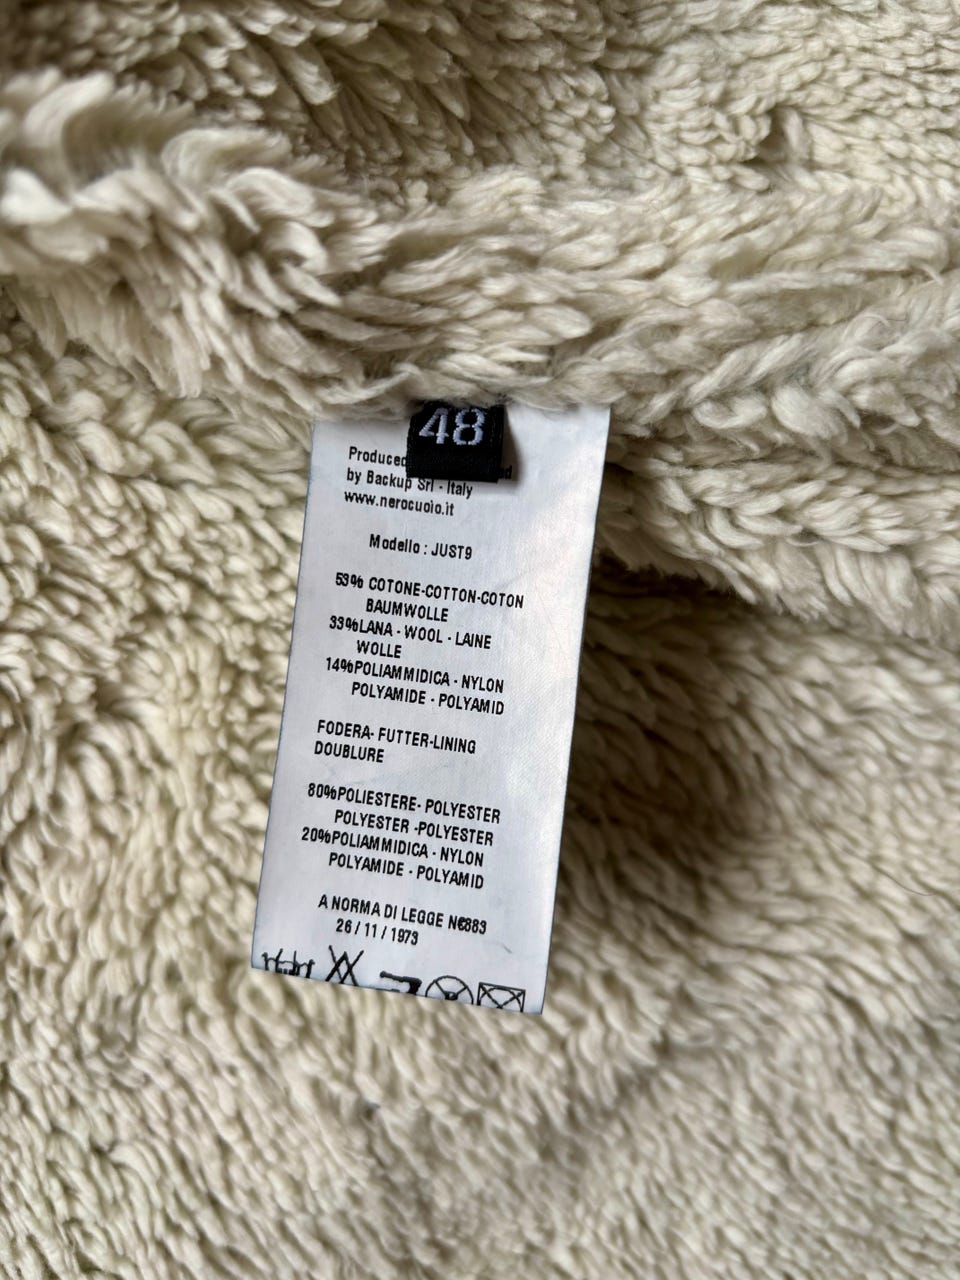 48
Produced
by Backup Srl - Italy
www.nerocuoio.it
Modello : JUST9
53% COTONE-COTTON-COTON
BAUMWOLLE
33%LANA - WOOL - LAINE
WOLLE
14%POLIAMMIDICA - NYLON
POLYAMIDE - POLYAMID
FODERA- FUTTER-LINING
DOUBLURE
80%POLIESTERE- POLYESTER
POLYESTER -POLYESTER
20%POLIAMMIDICA - NYLON
POLYAMIDE - POLYAMID
A NORMA DI LEGGE N€883
26 / 11 / 1973